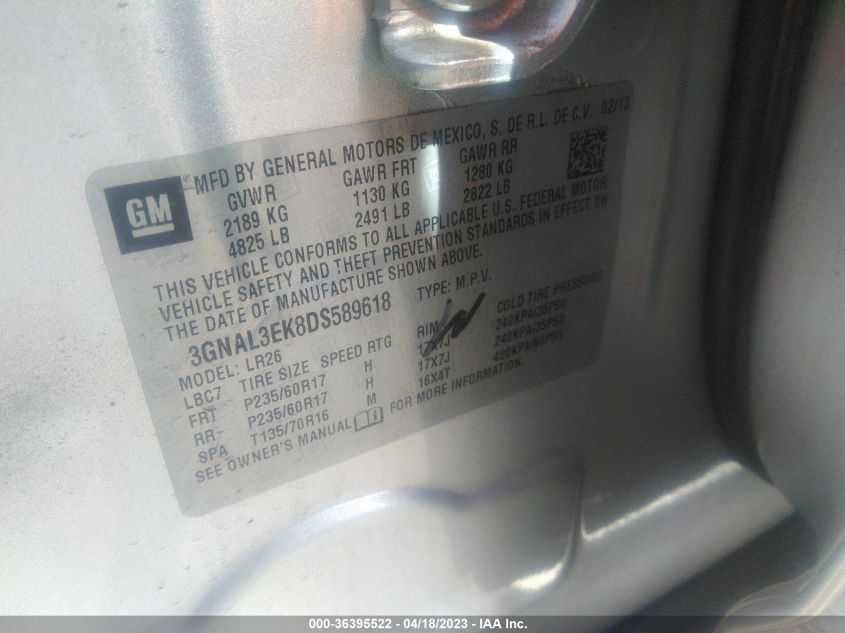 GM
MFD BY GENERAL MOTORS DE MEXICO, S. DE R.L. DE C.V. 02/13
GVWR GAWR FRT GAWR RR
2189 KG 1130 KG 1280 KG
4825 LB 2491 LB 2822 LB
THIS VEHICLE CONFORMS TO ALL APPLICABLE U.S. FEDERAL MOTOR
VEHICLE SAFETY AND THEFT PREVENTION STANDARDS IN EFFECT ON
THE DATE OF MANUFACTURE SHOWN ABOVE.
3GNAL3EK8DS589618 TYPE: M.P.V.
MODEL: LR26
LBC7 TIRE SIZE SPEED RTG RIM COLD TIRE PRESSURE
FRT P235/60R17 H 17X7J 240KPA(35PSI)
RR P235/60R17 H 17X7J 240KPA(35PSI)
SPA T135/70R16 M 16X4T 420KPA(60PSI)
SEE OWNER'S MANUAL FOR MORE INFORMATION.
000-36395522 - 04/18/2023 - IAA Inc.